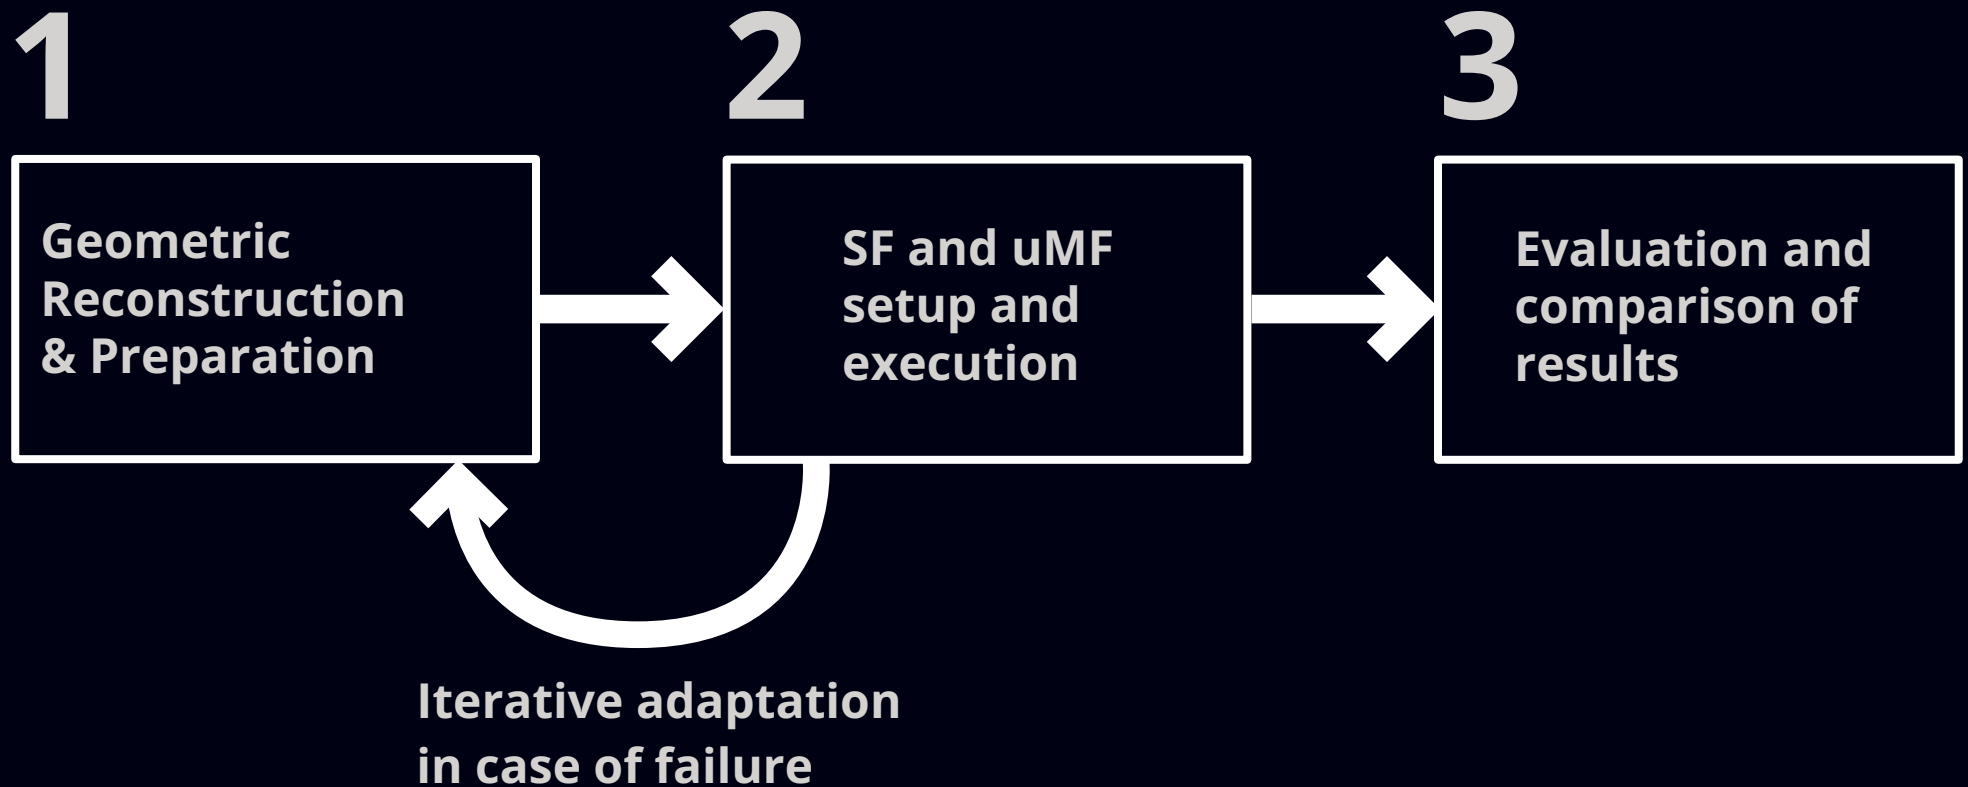 1
2
3
Geometric
Reconstruction
& Preparation
SF and uMF
setup and
execution
Evaluation and
comparison of
results
Iterative adaptation
in case of failure